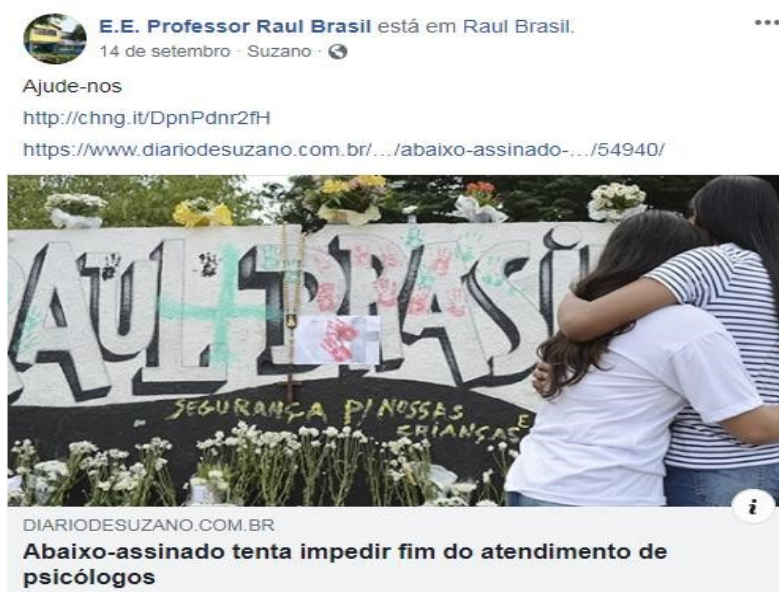 E.E. Professor Raul Brasil está em Raul Brasil.
14 de setembro · Suzano ·
Ajude-nos
http://chng.it/DpnPdnr2fH
https://www.diariodesuzano.com.br/…/abaixo-assinado-…/54940/
RAUL BRASIL
SEGURANÇA P/ NOSSAS
CRIANÇAS E
DIARIODESUZANO.COM.BR
Abaixo-assinado tenta impedir fim do atendimento de
psicólogos